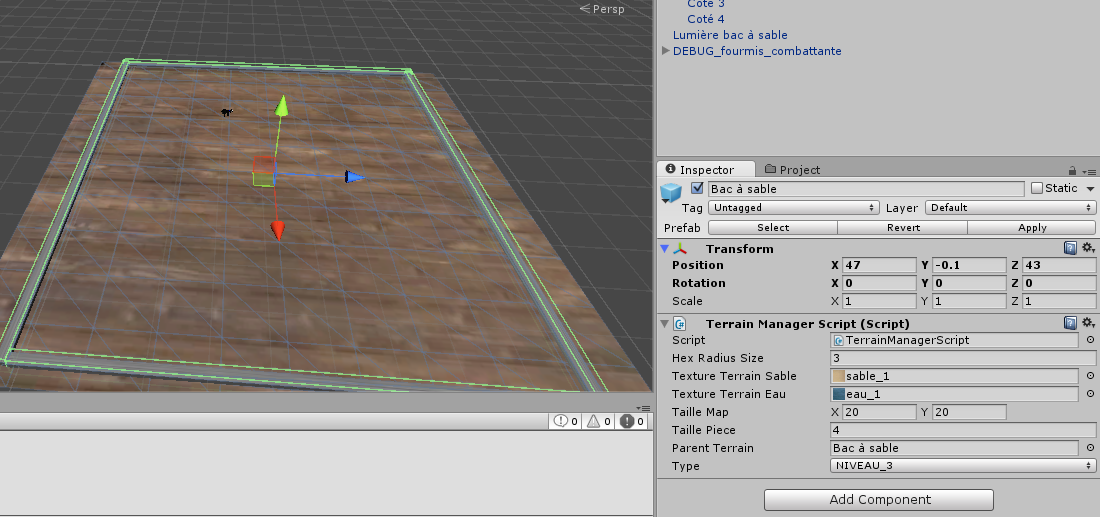 Persp
Coté 3
Coté 4
Lumière bac à sable
DEBUG_fourmis_combattante
Inspector Project
Bac à sable Static
Tag Untagged Layer Default
Prefab Select Revert Apply
Transform
Position X 47 Y -0.1 Z 43
Rotation X 0 Y 0 Z 0
Scale X 1 Y 1 Z 1
Terrain Manager Script (Script)
Script TerrainManagerScript
Hex Radius Size 3
Texture Terrain Sable sable_1
Texture Terrain Eau eau_1
Taille Map X 20 Y 20
Taille Piece 4
0 0 0
Parent Terrain Bac à sable
Type NIVEAU_3
Add Component